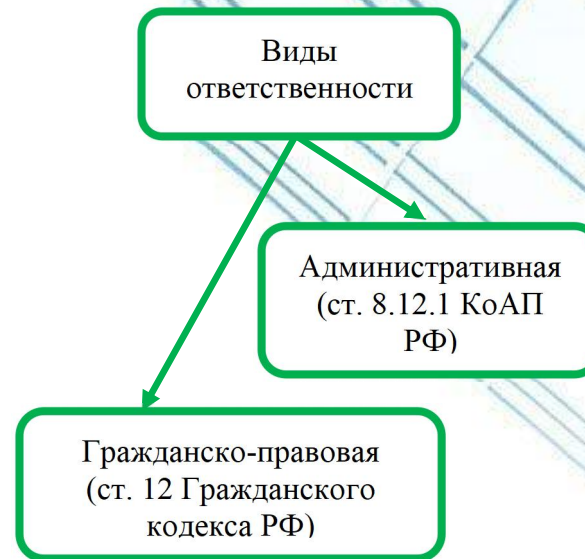 Виды
ответственности
Административная
(ст. 8.12.1 КоАП
РФ)
Гражданско-правовая
(ст. 12 Гражданского
кодекса РФ)